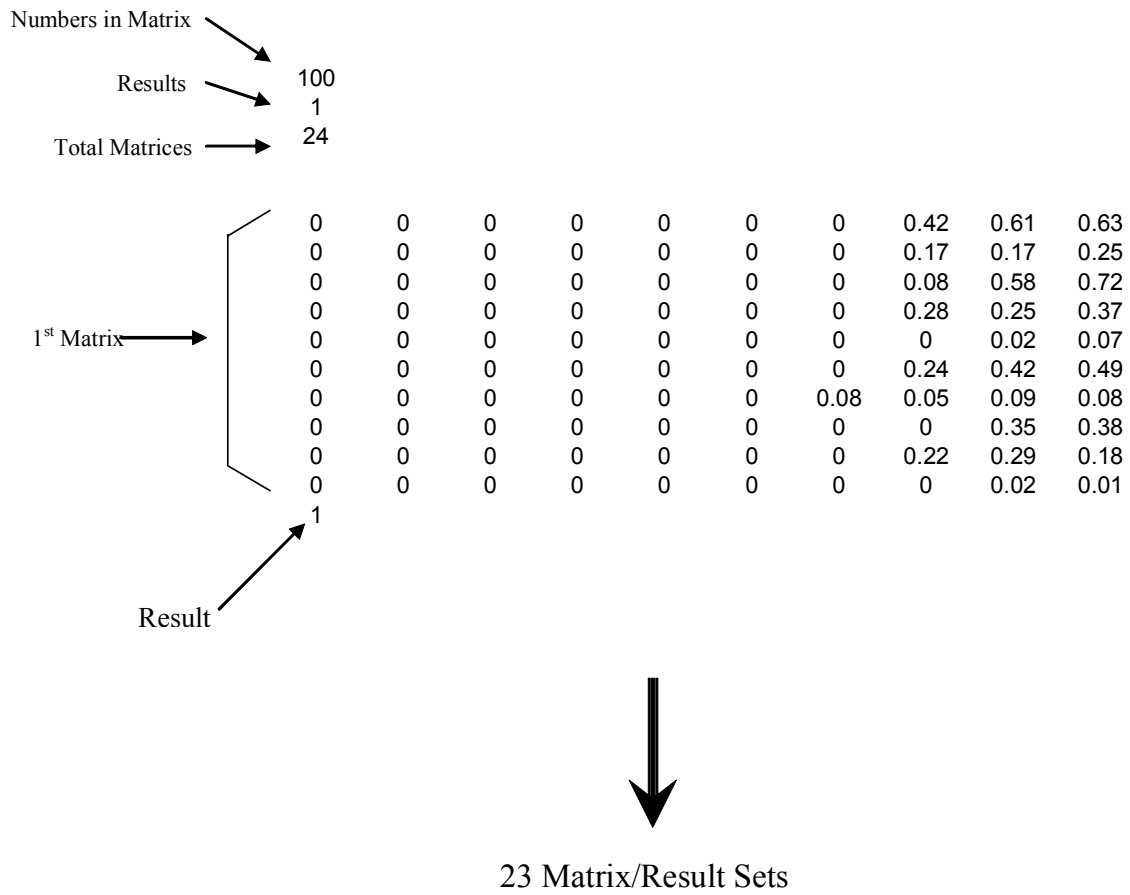 Numbers in Matrix
100
Results
1
Total Matrices
24
0 0 0 0 0 0 0 0.42 0.61 0.63
0 0 0 0 0 0 0 0.17 0.17 0.25
0 0 0 0 0 0 0 0.08 0.58 0.72
0 0 0 0 0 0 0 0.28 0.25 0.37
1st Matrix
0 0 0 0 0 0 0 0 0.02 0.07
0 0 0 0 0 0 0 0.24 0.42 0.49
0 0 0 0 0 0 0.08 0.05 0.09 0.08
0 0 0 0 0 0 0 0 0.35 0.38
0 0 0 0 0 0 0 0.22 0.29 0.18
0 0 0 0 0 0 0 0 0.02 0.01
1
Result
23 Matrix/Result Sets